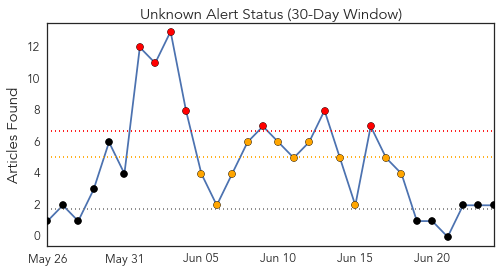 Unknown Alert Status (30-Day Window)
Articles Found
12
10
8
6
4
2
0
May 26 May 31 Jun 05 Jun 10 Jun 15 Jun 20